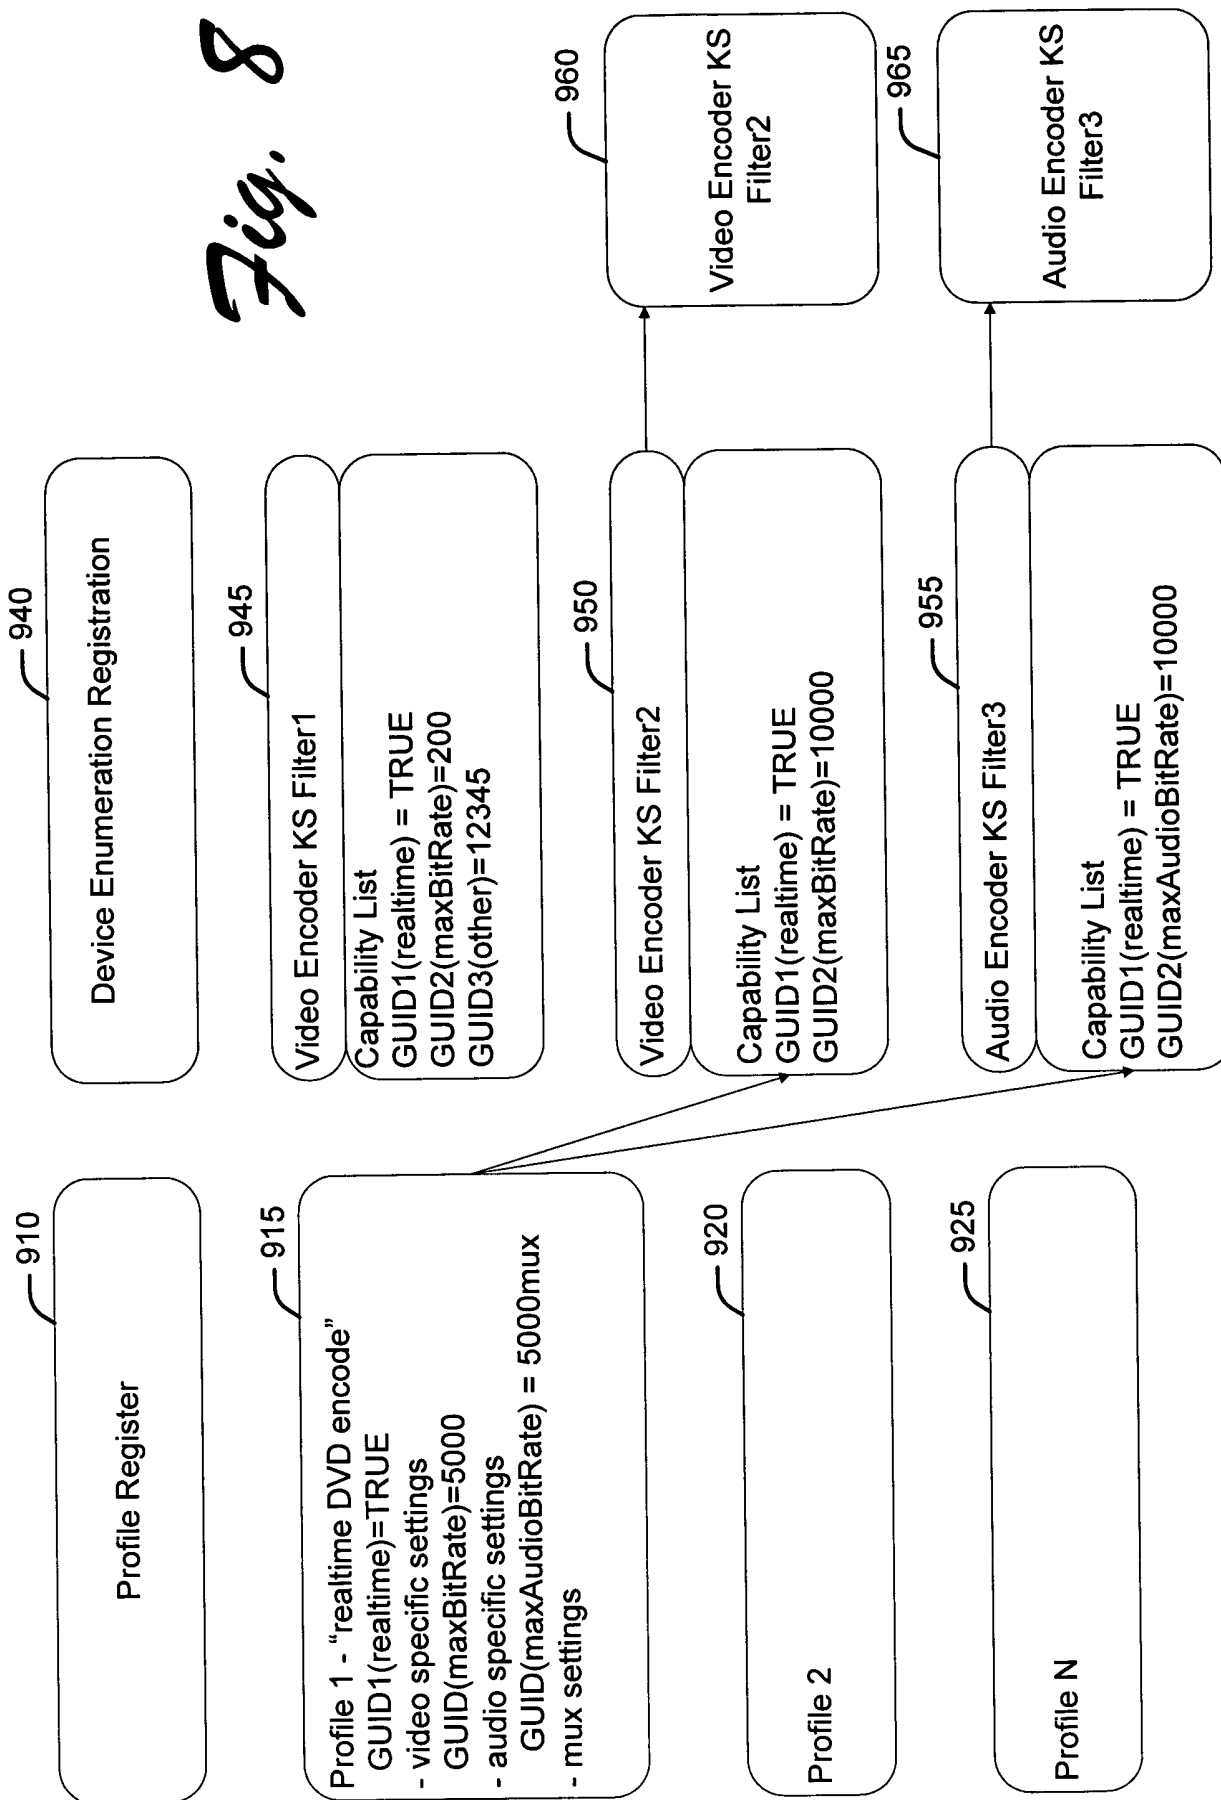 910
Profile Register
915
Profile 1 - "realtime DVD encode"
GUID1(realtime)=TRUE
- video specific settings
GUID(maxBitRate)=5000
- audio specific settings
GUID(maxAudioBitRate) = 5000mux
- mux settings
920
Profile 2
925
Profile N
940
Device Enumeration Registration
945
Video Encoder KS Filter1
Capability List
GUID1(realtime) = TRUE
GUID2(maxBitRate)=200
GUID3(other)=12345
950
Video Encoder KS Filter2
Capability List
GUID1(realtime) = TRUE
GUID2(maxBitRate)=10000
955
Audio Encoder KS Filter3
Capability List
GUID1(realtime) = TRUE
GUID2(maxAudioBitRate)=10000
960
Video Encoder KS
Filter2
965
Audio Encoder KS
Filter3
Fig. 8